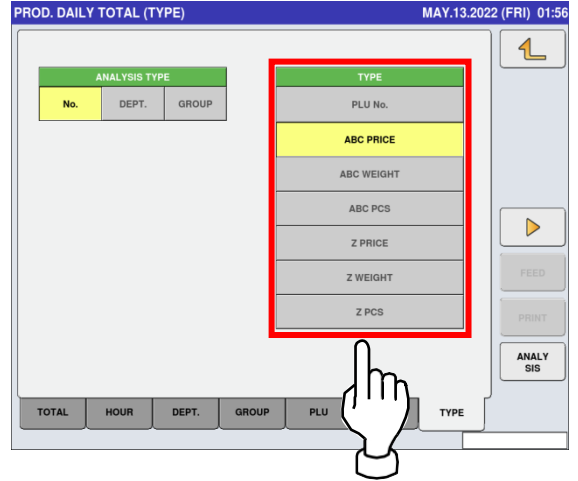 PROD. DAILY TOTAL (TYPE) MAY.13.2022 (FRI) 01:56
ANALYSIS TYPE
No. DEPT. GROUP
TYPE
PLU No.
ABC PRICE
ABC WEIGHT
ABC PCS
Z PRICE
Z WEIGHT
Z PCS
FEED
PRINT
ANALY
SIS
TOTAL HOUR DEPT. GROUP PLU TYPE